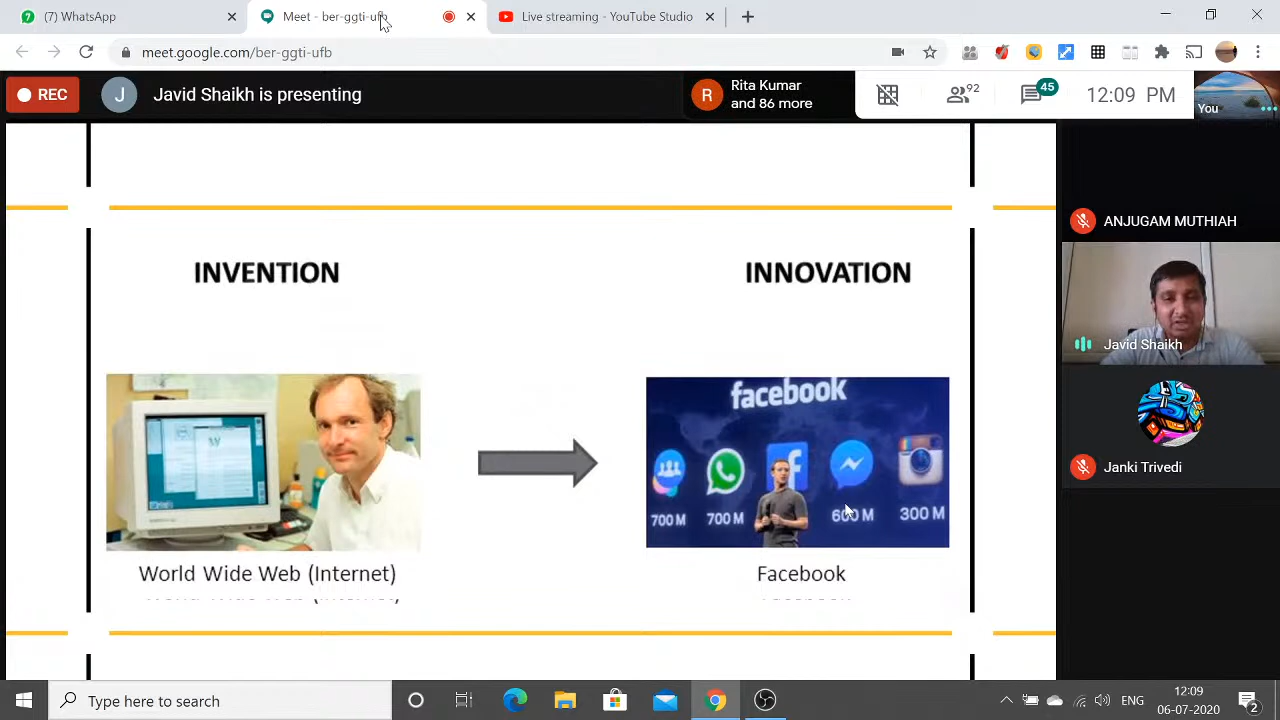 7
WhatsApp
Meet - ber-ggti-ufb
Live streaming - YouTube Studio
meet.google.com/ber-ggti-ufb
REC
J
Javid Shaikh is presenting
R
Rita Kumar
and 86 more
92
45
12:09 PM
You
INVENTION
INNOVATION
ANJUGAM MUTHIAH
Javid Shaikh
Janki Trivedi
facebook
700 M
700 M
600 M
300 M
World Wide Web (Internet)
Facebook
Type here to search
ENG
12:09
06-07-2020
2